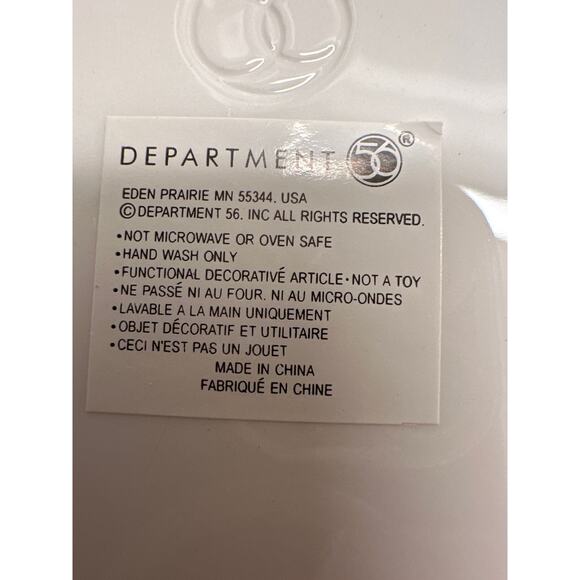 DEPARTMENT 56®
EDEN PRAIRIE MN 55344. USA
©DEPARTMENT 56. INC ALL RIGHTS RESERVED.
•NOT MICROWAVE OR OVEN SAFE
•HAND WASH ONLY
•FUNCTIONAL DECORATIVÉ ARTICLE•NOT A TOY
•NE PASSÉ NI AU FOUR. NI AU MICRO-ONDES
•LAVABLE A LA MAIN UNIQUEMENT
•OBJET DÉCORATIF ET UTILITAIRE
•CECI N'EST PAS UN JOUET
MADE IN CHINA
FABRIQUÉ EN CHINE